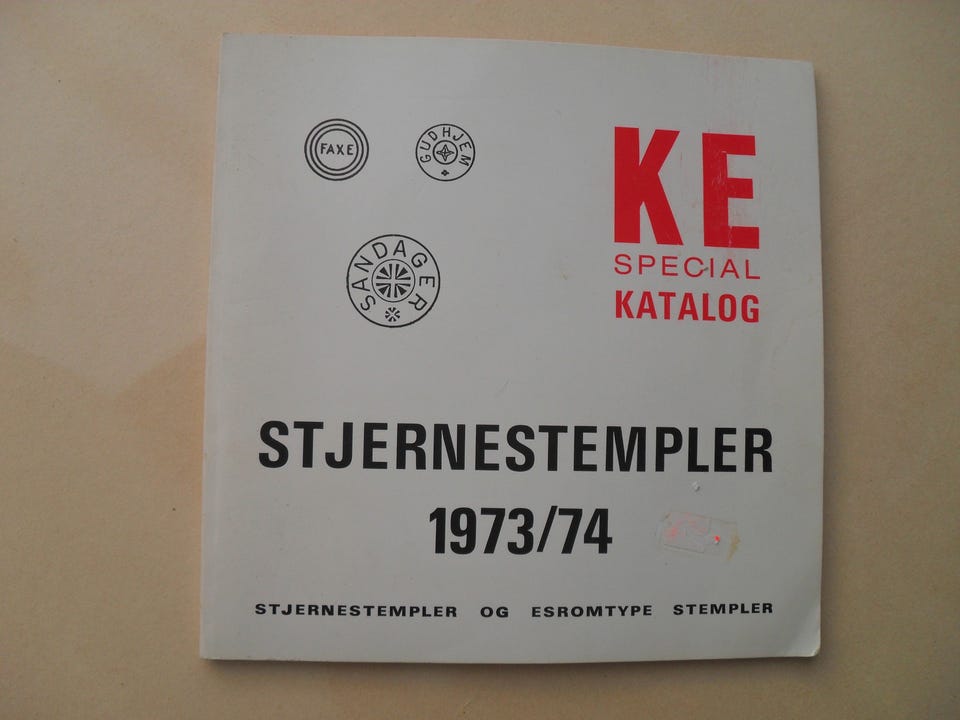 FAXE
GUDHJEM
SANDAGER
KE
SPECIAL
KATALOG
STJERNESTEMPLER
1973/74
STJERNESTEMPLER OG ESROMTYPE STEMPLER